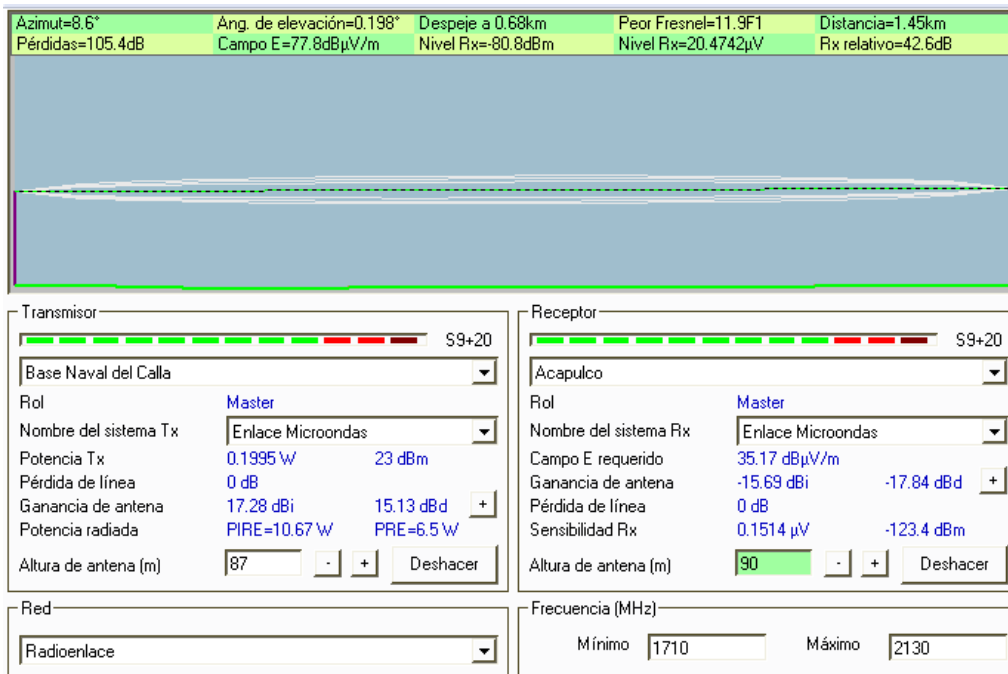 Azimut=8.6° Ang. de elevación=0.198° Despeje a 0.68km Peor Fresnel=11.9F1 Distancia=1.45km
Pérdidas=105.4dB Campo E=77.8dBµV/m Nivel Rx=-80.8dBm Nivel Rx=20.4742µV Rx relativo=42.6dB
Transmisor
S9+20
Base Naval del Calla
Rol Master
Nombre del sistema Tx Enlace Microondas
Potencia Tx 0.1995 W 23 dBm
Pérdida de línea 0 dB
Ganancia de antena 17.28 dBi 15.13 dBd +
Potencia radiada PIRE=10.67 W PRE=6.5 W
Altura de antena (m) 87 - + Deshacer
Receptor
S9+20
Acapulco
Rol Master
Nombre del sistema Rx Enlace Microondas
Campo E requerido 35.17 dBµV/m
Ganancia de antena -15.69 dBi -17.84 dBd +
Pérdida de línea 0 dB
Sensibilidad Rx 0.1514 µV -123.4 dBm
Altura de antena (m) 90 - + Deshacer
Red
Radioenlace
Frecuencia (MHz)
Mínimo 1710 Máximo 2130